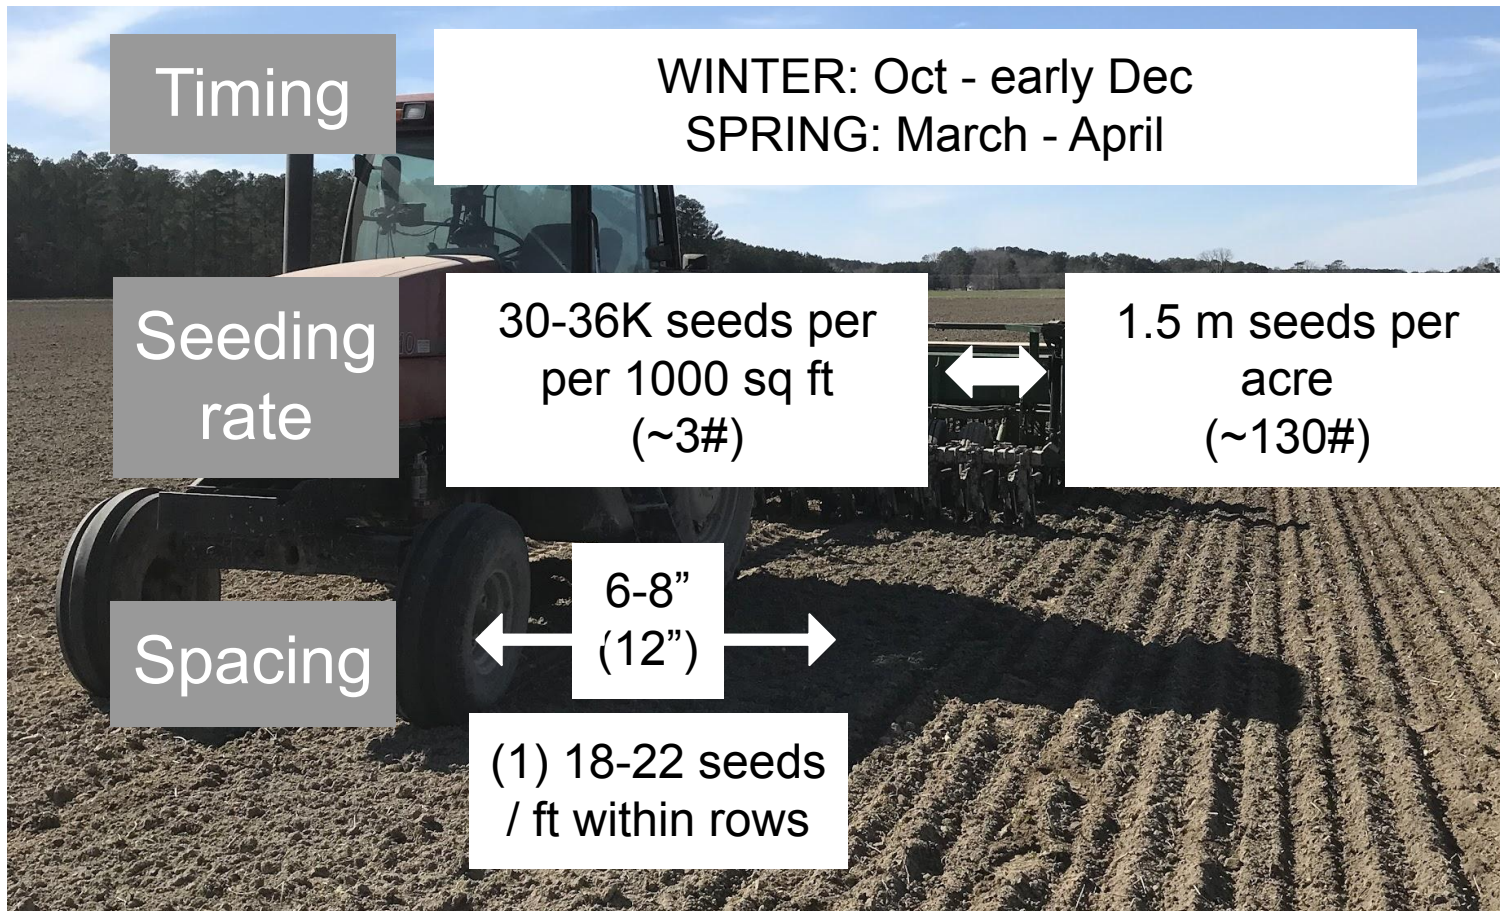 Timing
WINTER: Oct - early Dec
SPRING: March - April
Seeding
rate
30-36K seeds per
per 1000 sq ft
(~3#)
1.5 m seeds per
acre
(~130#)
Spacing
6-8”
(12”)
(1) 18-22 seeds
/ ft within rows